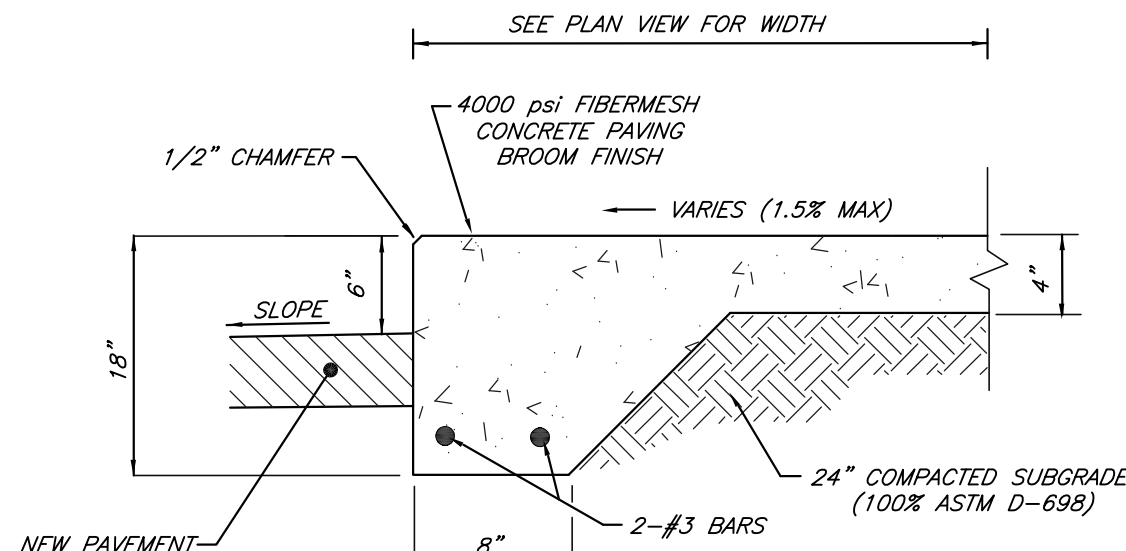 SEE PLAN VIEW FOR WIDTH
4000 psi FIBERMESH
CONCRETE PAVING
BROOM FINISH
1/2" CHAMFER
VARIES (1.5% MAX)
6"
4"
SLOPE
18"
24" COMPACTED SUBGRADE
(100% ASTM D-698)
2-#3 BARS
NEW PAVEMENT
8"